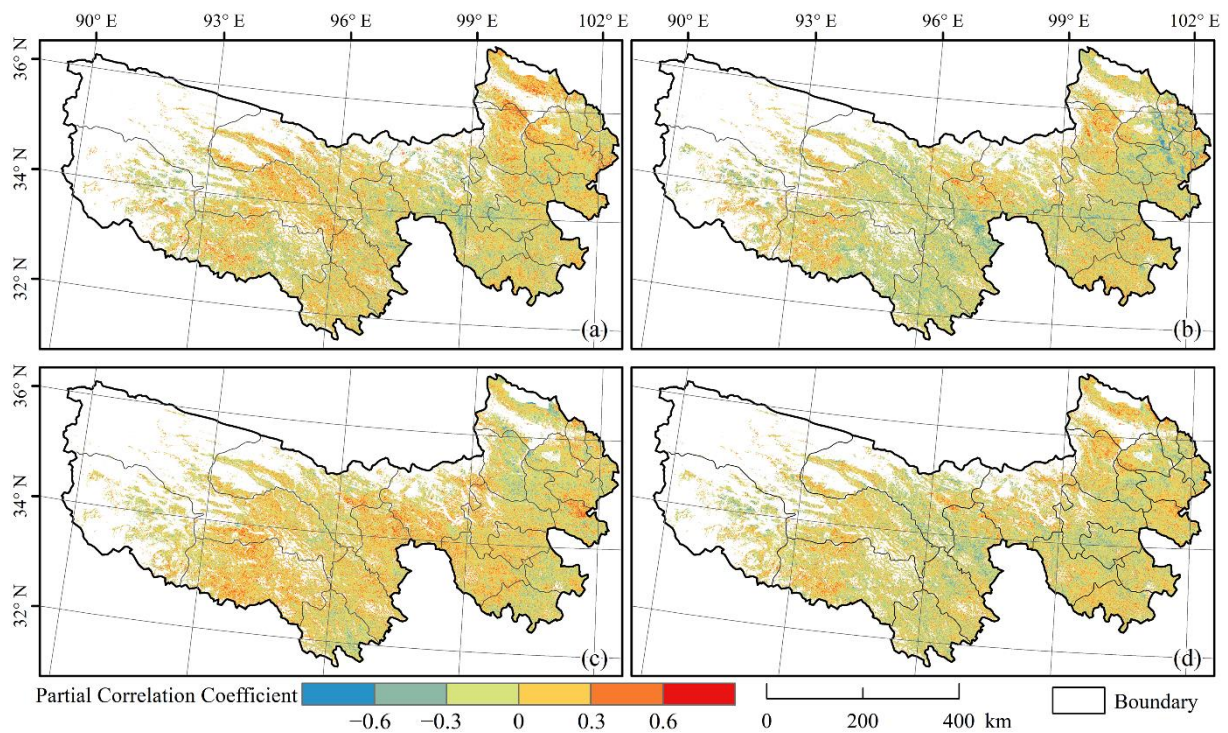 90° E 93° E 96° E 99° E 102° E 90° E 93° E 96° E 99° E 102° E
36° N
34° N
32° N
(a) (b)
36° N
34° N
32° N
(c) (d)
Partial Correlation Coefficient
−0.6 −0.3 0 0.3 0.6
0 200 400 km
Boundary